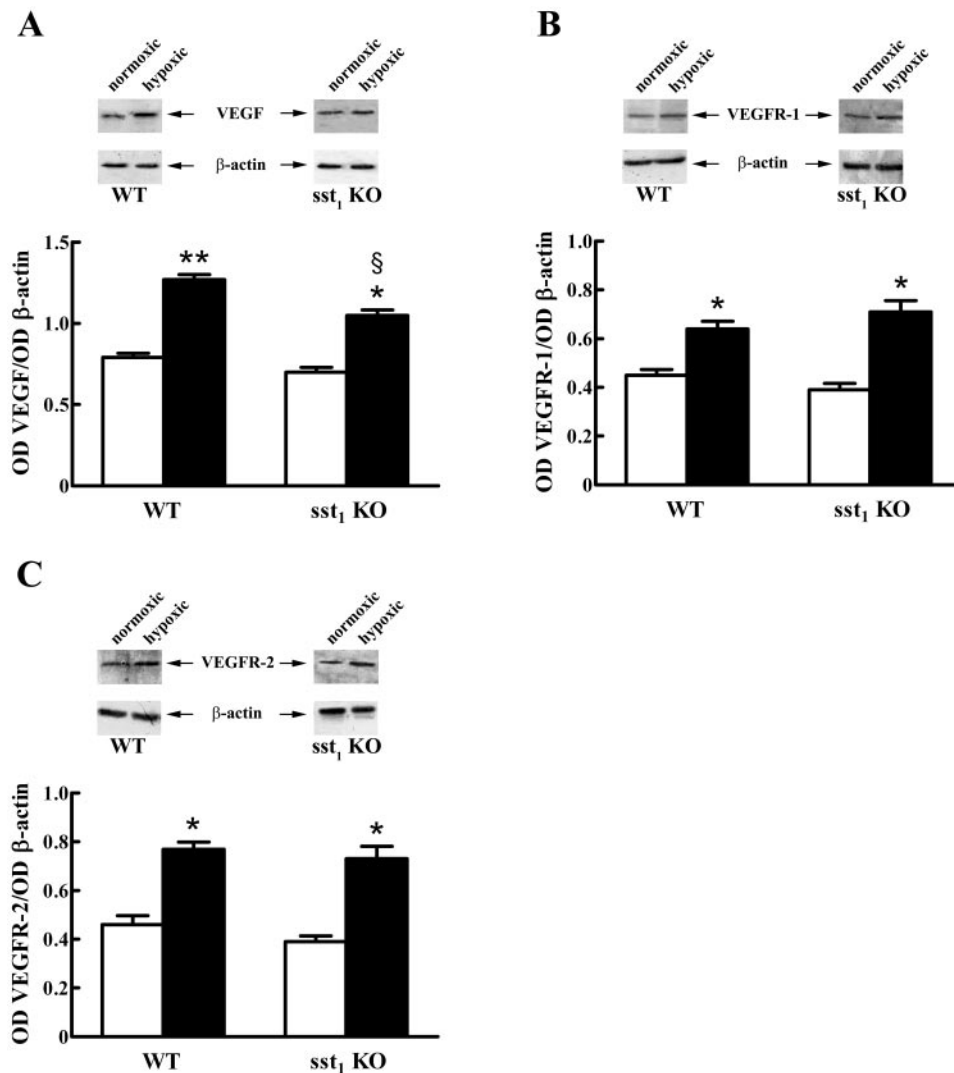 A
normoxic
hypoxic
normoxic
hypoxic
VEGF
β-actin
WT
sst₁ KO
OD VEGF/OD β-actin
1.5
1.0
0.5
0
**
§
*
WT
sst₁ KO
B
normoxic
hypoxic
normoxic
hypoxic
VEGFR-1
β-actin
WT
sst₁ KO
OD VEGFR-1/OD β-actin
1.0
0.8
0.6
0.4
0.2
0
*
*
WT
sst₁ KO
C
normoxic
hypoxic
normoxic
hypoxic
VEGFR-2
β-actin
WT
sst₁ KO
OD VEGFR-2/OD β-actin
1.0
0.8
0.6
0.4
0.2
0
*
*
WT
sst₁ KO